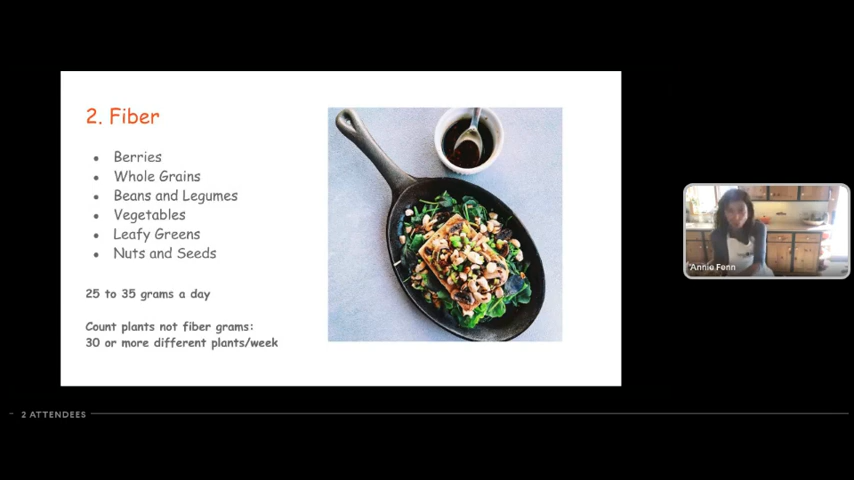 2. Fiber
● Berries
● Whole Grains
● Beans and Legumes
● Vegetables
● Leafy Greens
● Nuts and Seeds
25 to 35 grams a day
Count plants not fiber grams:
30 or more different plants/week
Annie Fenn
2 ATTENDEES